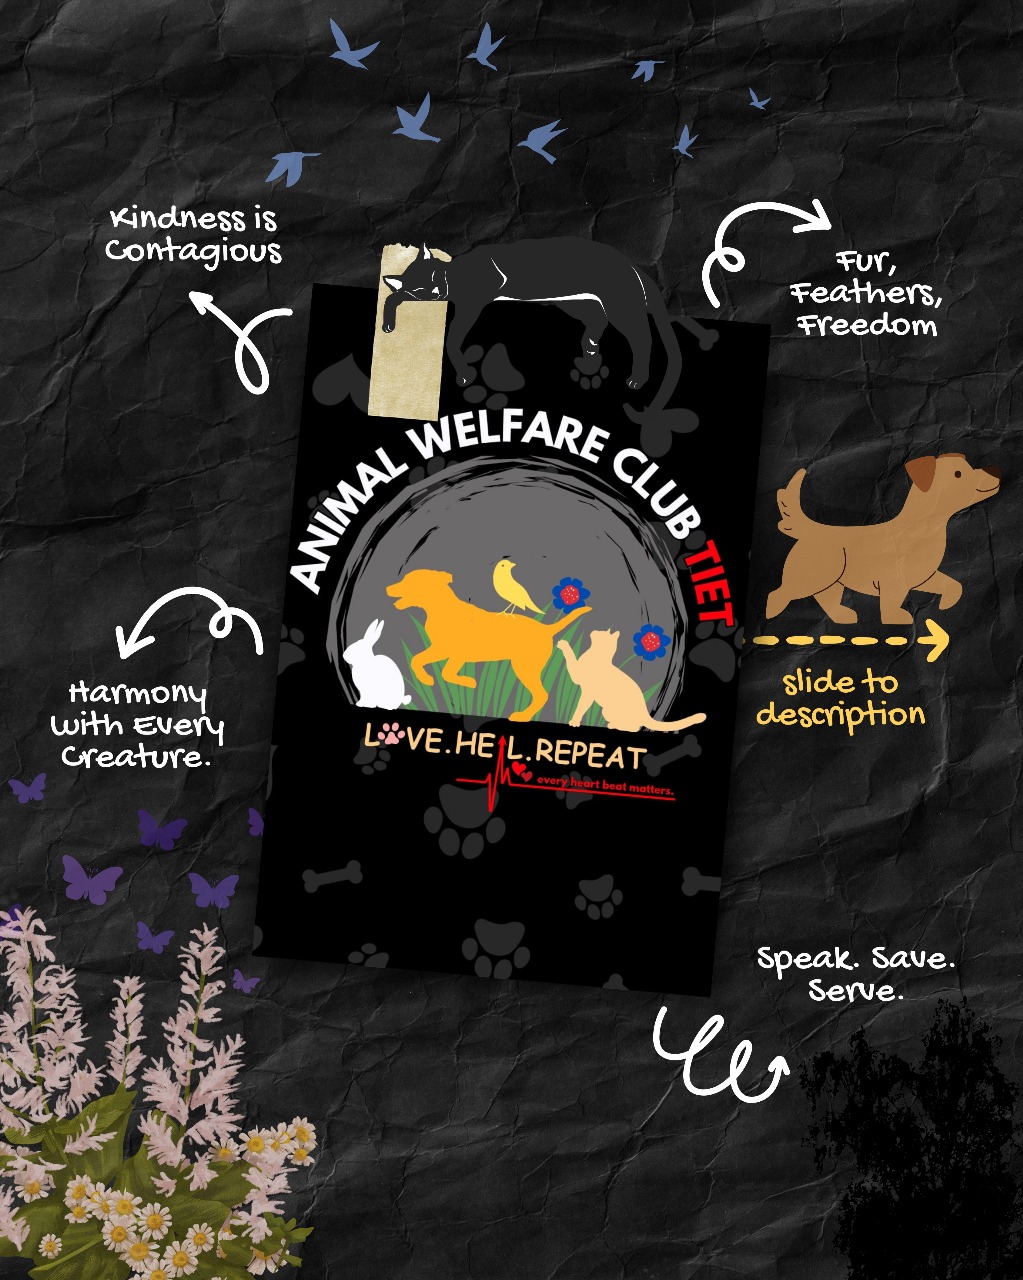 Kindness is
Contagious
Fur,
Feathers,
Freedom
ANIMAL WELFARE CLUB TIET
LOVE.HEAL.REPEAT
every heart beat matters.
slide to
description
Harmony
with Every
Creature.
Speak. Save.
Serve.